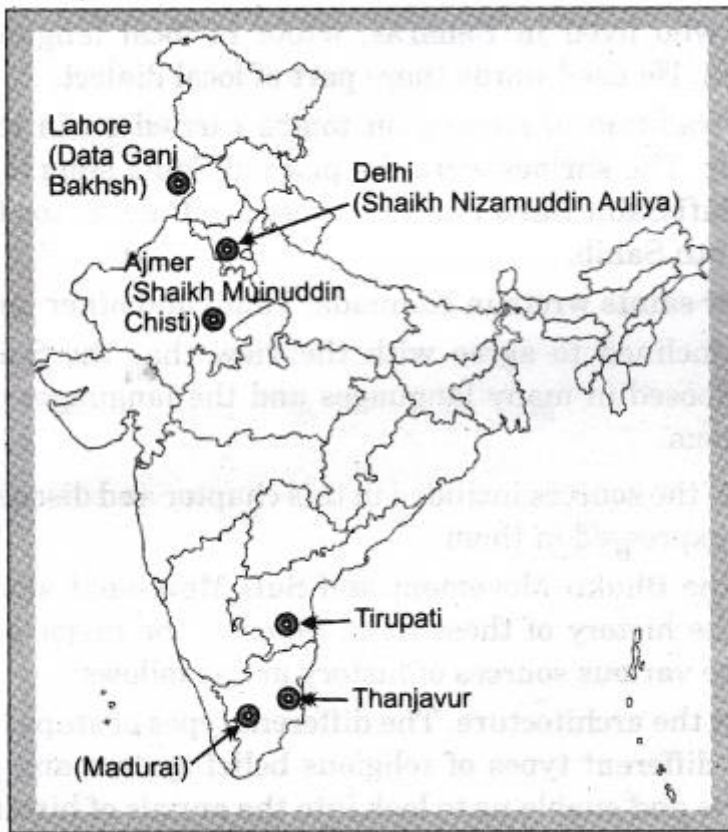 Lahore
(Data Ganj
Bakhsh)
Delhi
(Shaikh Nizamuddin Auliya)
Ajmer
(Shaikh Muinuddin
Chisti)
Tirupati
Thanjavur
(Madurai)